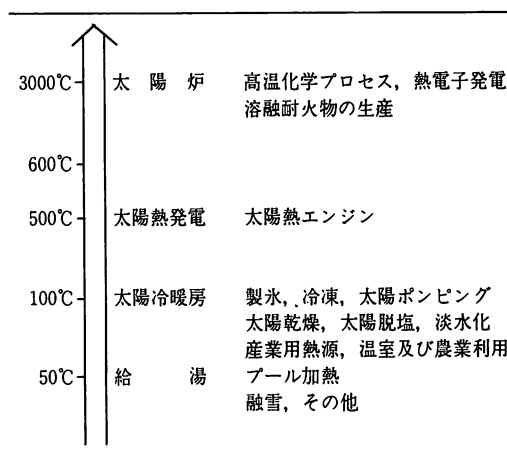 3000℃ 太陽炉 高温化学プロセス，熱電子発電
溶融耐火物の生産
600℃
500℃ 太陽熱発電 太陽熱エンジン
100℃ 太陽冷暖房 製氷，冷凍，太陽ポンピング
太陽乾燥，太陽脱塩，淡水化
産業用熱源，温室及び農業利用
50℃ 給湯 プール加熱
融雪，その他